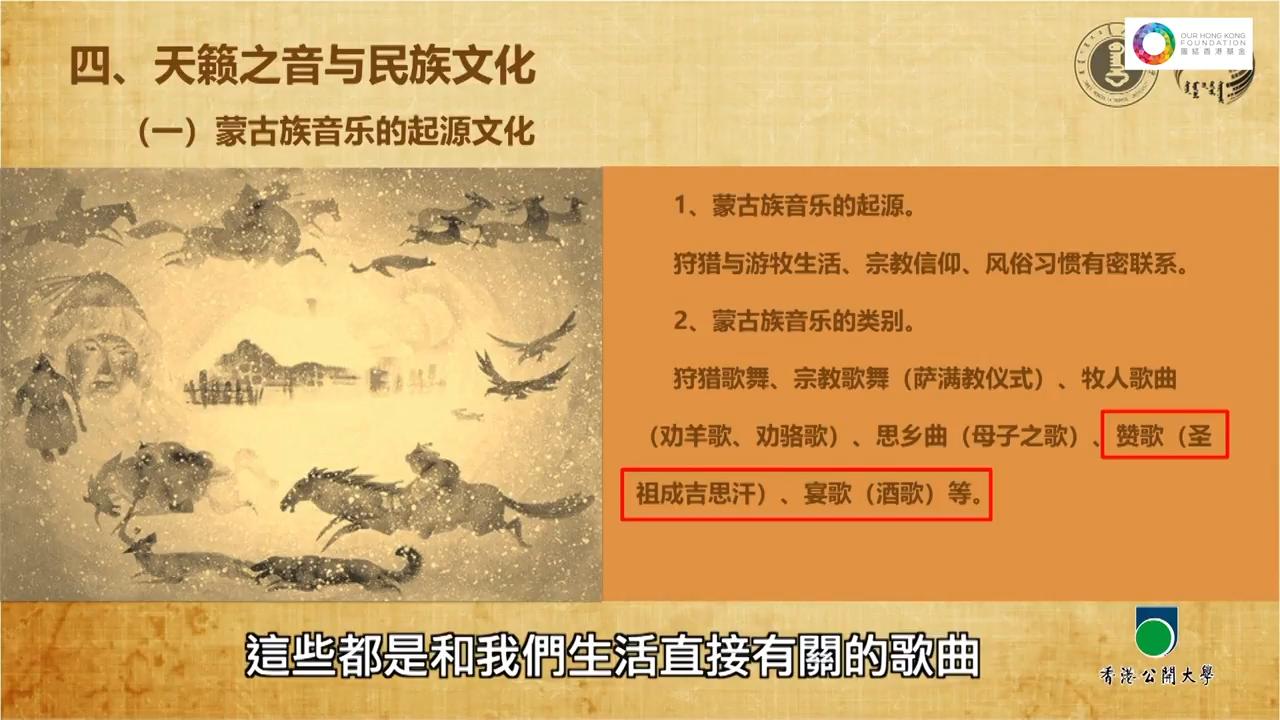 四、天籁之音与民族文化
OUR HONG KONG
FOUNDATION
團結香港基金
（一）蒙古族音乐的起源文化
1、蒙古族音乐的起源。
狩猎与游牧生活、宗教信仰、风俗习惯有密联系。
2、蒙古族音乐的类别。
狩猎歌舞、宗教歌舞（萨满教仪式）、牧人歌曲
（劝羊歌、劝骆歌）、思乡曲（母子之歌）、赞歌（圣
祖成吉思汗）、宴歌（酒歌）等。
這些都是和我們生活直接有關的歌曲
香港公開大學